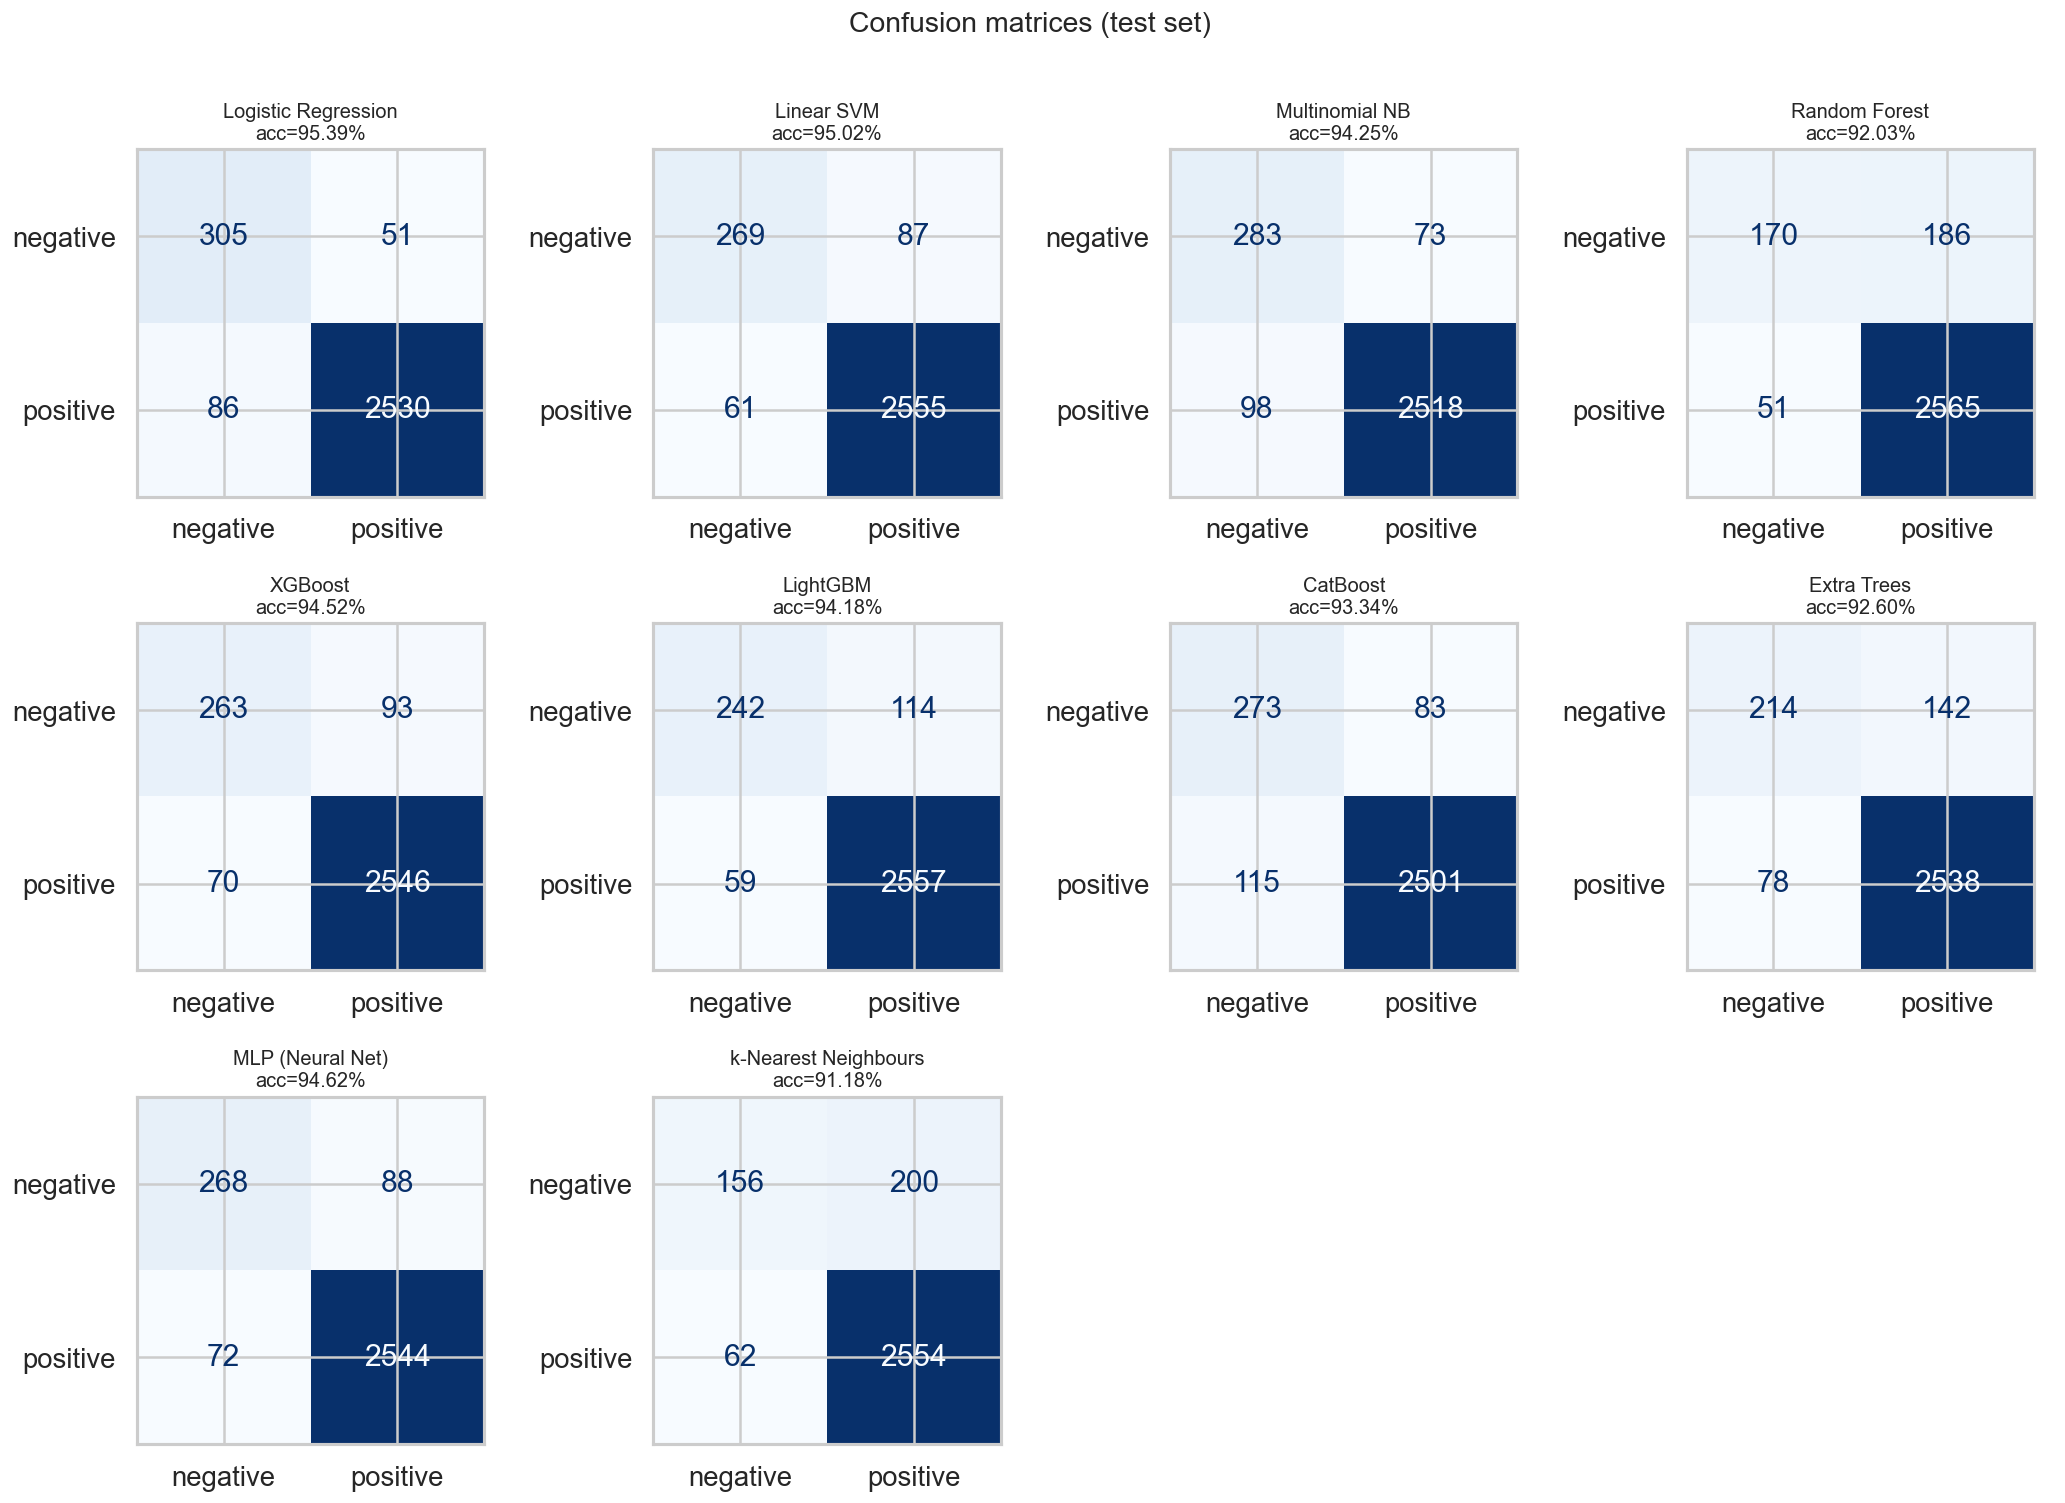 Confusion matrices (test set)
Logistic Regression
acc=95.39%
negative 305 51
positive 86 2530
negative positive
Linear SVM
acc=95.02%
negative 269 87
positive 61 2555
negative positive
Multinomial NB
acc=94.25%
negative 283 73
positive 98 2518
negative positive
Random Forest
acc=92.03%
negative 170 186
positive 51 2565
negative positive
XGBoost
acc=94.52%
negative 263 93
positive 70 2546
negative positive
LightGBM
acc=94.18%
negative 242 114
positive 59 2557
negative positive
CatBoost
acc=93.34%
negative 273 83
positive 115 2501
negative positive
Extra Trees
acc=92.60%
negative 214 142
positive 78 2538
negative positive
MLP (Neural Net)
acc=94.62%
negative 268 88
positive 72 2544
negative positive
k-Nearest Neighbours
acc=91.18%
negative 156 200
positive 62 2554
negative positive